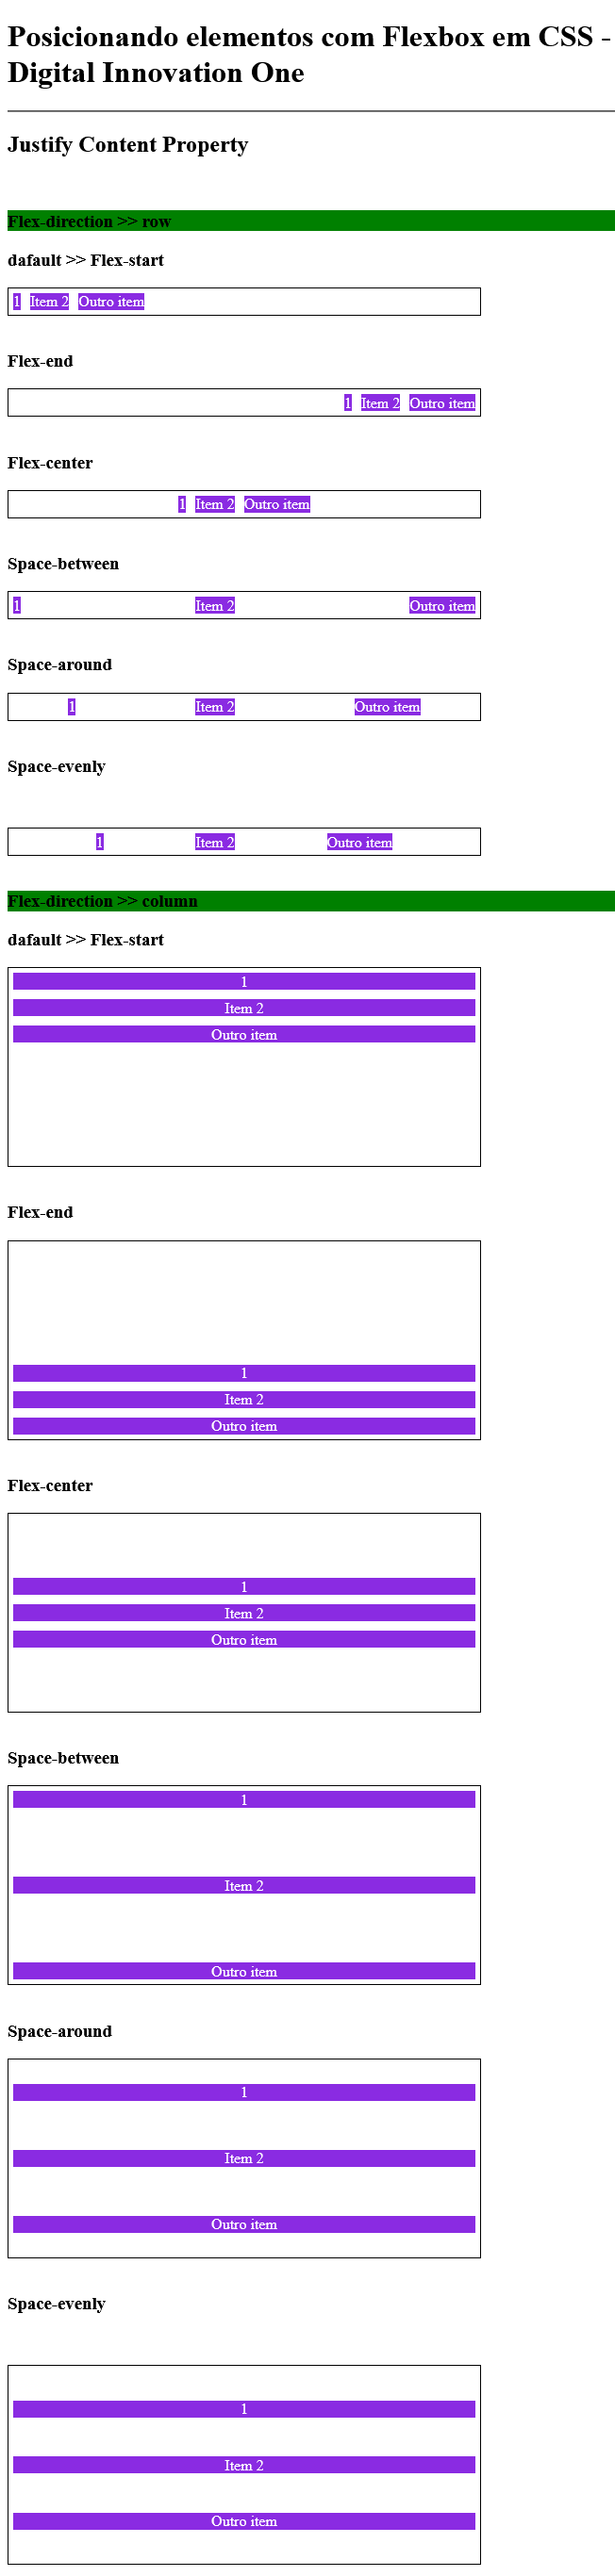 Posicionando elementos com Flexbox em CSS -
Digital Innovation One
Justify Content Property
Flex-direction >> row
dafault >> Flex-start
1 Item 2 Outro item
Flex-end
1 Item 2 Outro item
Flex-center
1 Item 2 Outro item
Space-between
1 Item 2 Outro item
Space-around
1 Item 2 Outro item
Space-evenly
1 Item 2 Outro item
Flex-direction >> column
dafault >> Flex-start
1
Item 2
Outro item
Flex-end
1
Item 2
Outro item
Flex-center
1
Item 2
Outro item
Space-between
1
Item 2
Outro item
Space-around
1
Item 2
Outro item
Space-evenly
1
Item 2
Outro item